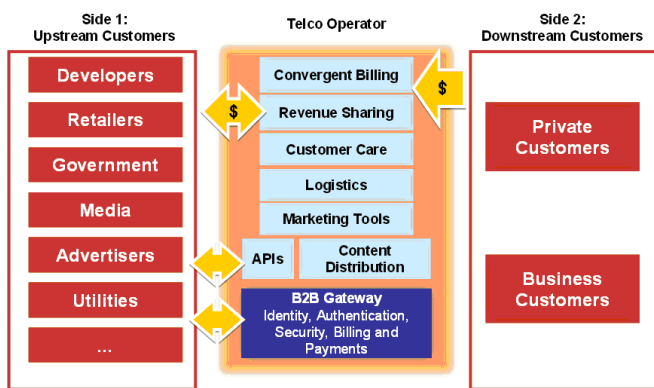 Side 1:
Upstream Customers
Developers
Retailers
Government
Media
Advertisers
Utilities
...
Telco Operator
Convergent Billing
$
$
Revenue Sharing
Customer Care
Logistics
Marketing Tools
APIs
Content
Distribution
B2B Gateway
Identity, Authentication,
Security, Billing and
Payments
Side 2:
Downstream Customers
Private
Customers
Business
Customers